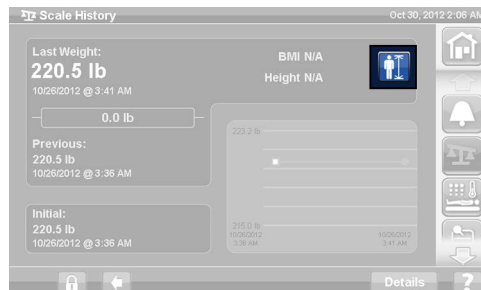 Scale History
Oct 30, 2012 2:06 AM
Last Weight:
220.5 lb
10/26/2012 @ 3:41 AM
BMI N/A
Height N/A
0.0 lb
Previous:
220.5 lb
10/26/2012 @ 3:36 AM
Initial:
220.5 lb
10/26/2012 @ 3:36 AM
223.2 lb
215.0 lb
10/26/2012
3:36 AM
10/26/2012
3:41 AM
Details
?